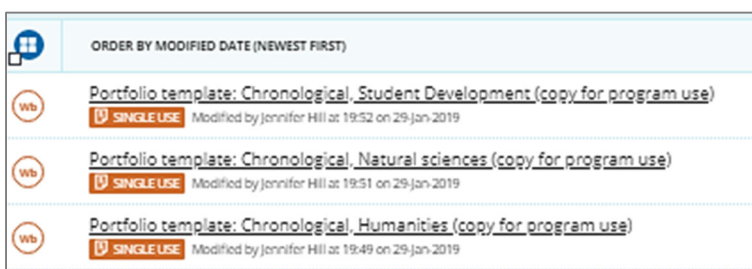 ORDER BY MODIFIED DATE (NEWEST FIRST)
Wb Portfolio template: Chronological, Student Development (copy for program use)
SINGLE USE Modified by Jennifer Hill at 19:52 on 29-Jan-2019
Wb Portfolio template: Chronological, Natural sciences (copy for program use)
SINGLE USE Modified by Jennifer Hill at 19:51 on 29-Jan-2019
Wb Portfolio template: Chronological, Humanities (copy for program use)
SINGLE USE Modified by Jennifer Hill at 19:49 on 29-Jan-2019